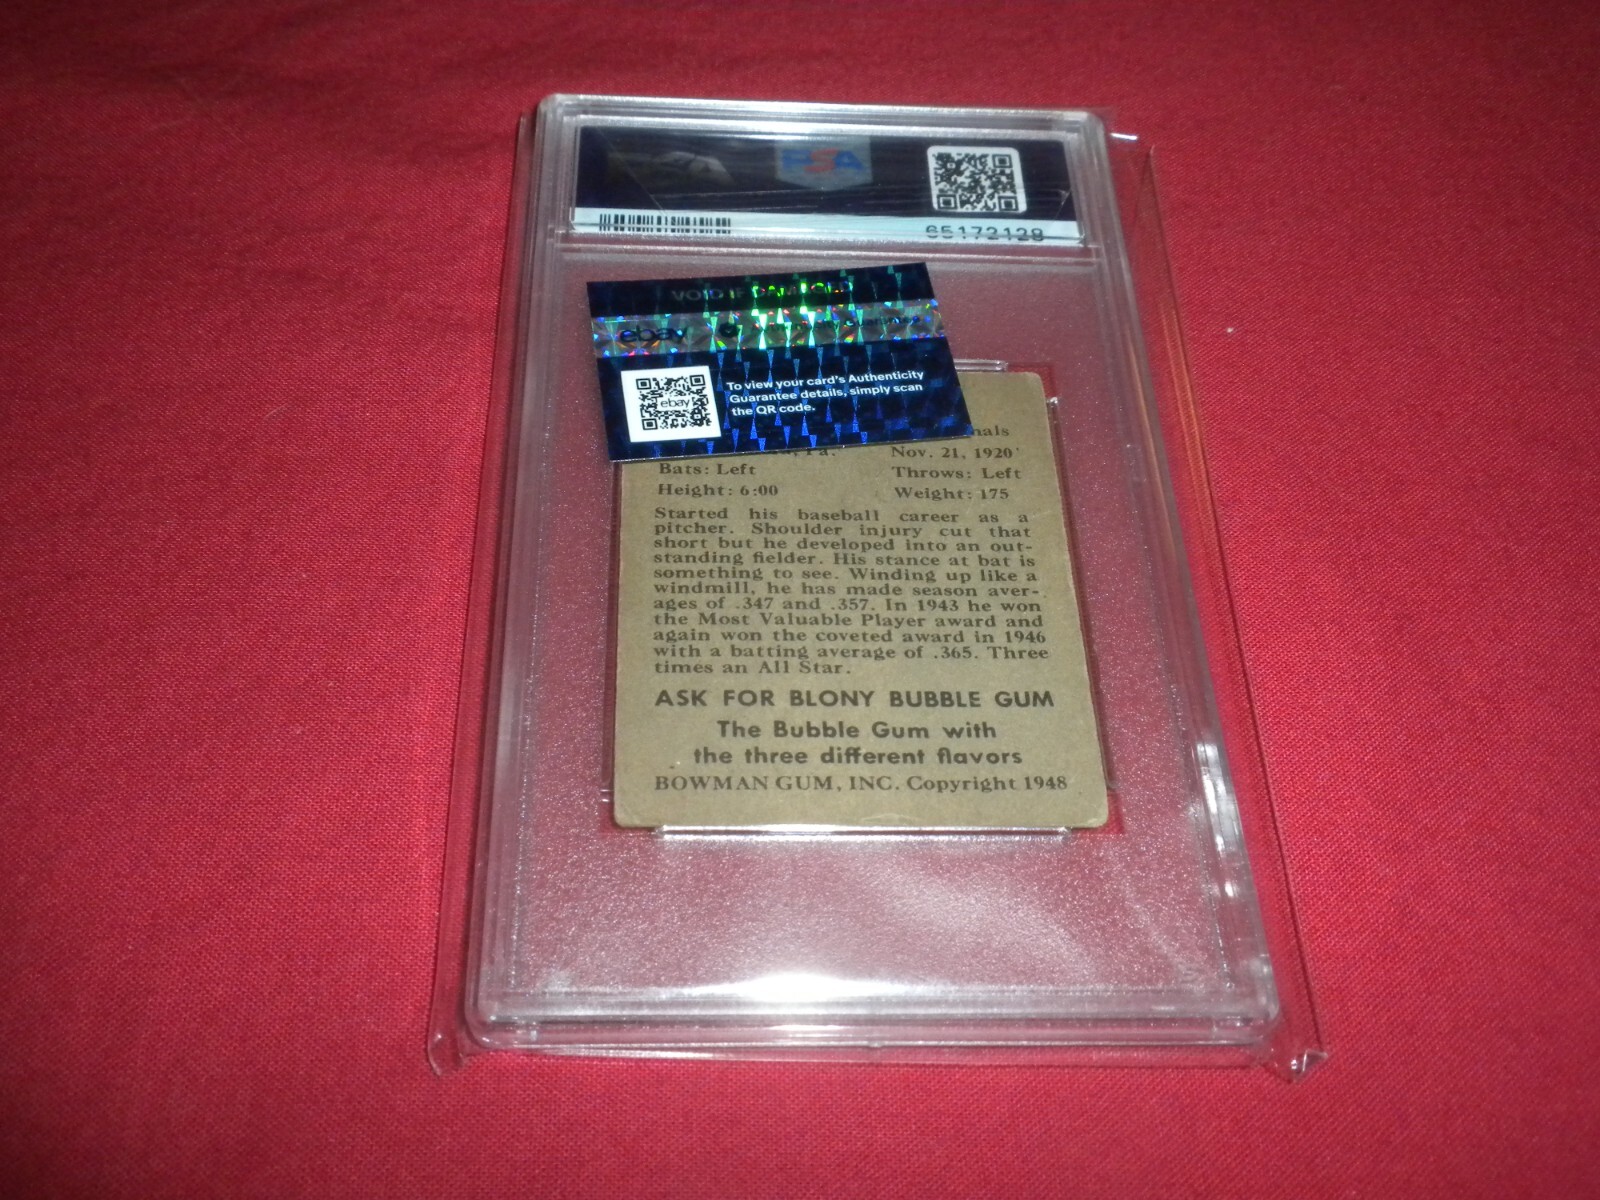 PSA
65172128
VOID IF DAMAGED
ebay Authenticity Guarantee
ebay
To view your card's Authenticity
Guarantee details, simply scan
the QR code.
Pa. Nov. 21, 1920
Bats: Left Throws: Left
Height: 6:00 Weight: 175
Started his baseball career as a
pitcher. Shoulder injury cut that
short but he developed into an out-
standing fielder. His stance at bat is
something to see. Winding up like a
windmill, he has made season aver-
ages of .347 and .357. In 1943 he won
the Most Valuable Player award and
again won the coveted award in 1946
with a batting average of .365. Three
times an All Star.
ASK FOR BLONY BUBBLE GUM
The Bubble Gum with
the three different flavors
BOWMAN GUM, INC. Copyright 1948